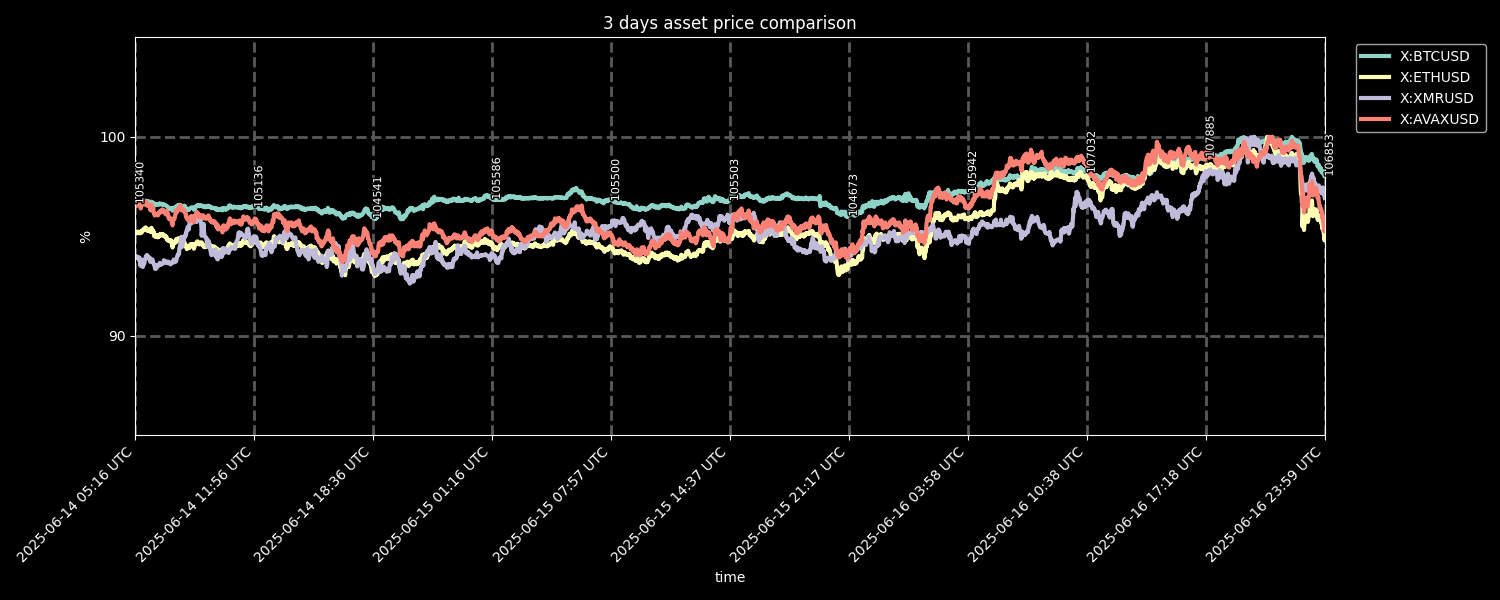 3 days asset price comparison
X:BTCUSD
X:ETHUSD
X:XMRUSD
X:AVAXUSD
100
90
%
105340
105136
104541
105586
105500
105503
104673
105942
107032
107885
106853
2025-06-14 05:16 UTC
2025-06-14 11:56 UTC
2025-06-14 18:36 UTC
2025-06-15 01:16 UTC
2025-06-15 07:57 UTC
2025-06-15 14:37 UTC
2025-06-15 21:17 UTC
2025-06-16 03:58 UTC
2025-06-16 10:38 UTC
2025-06-16 17:18 UTC
2025-06-16 23:59 UTC
time